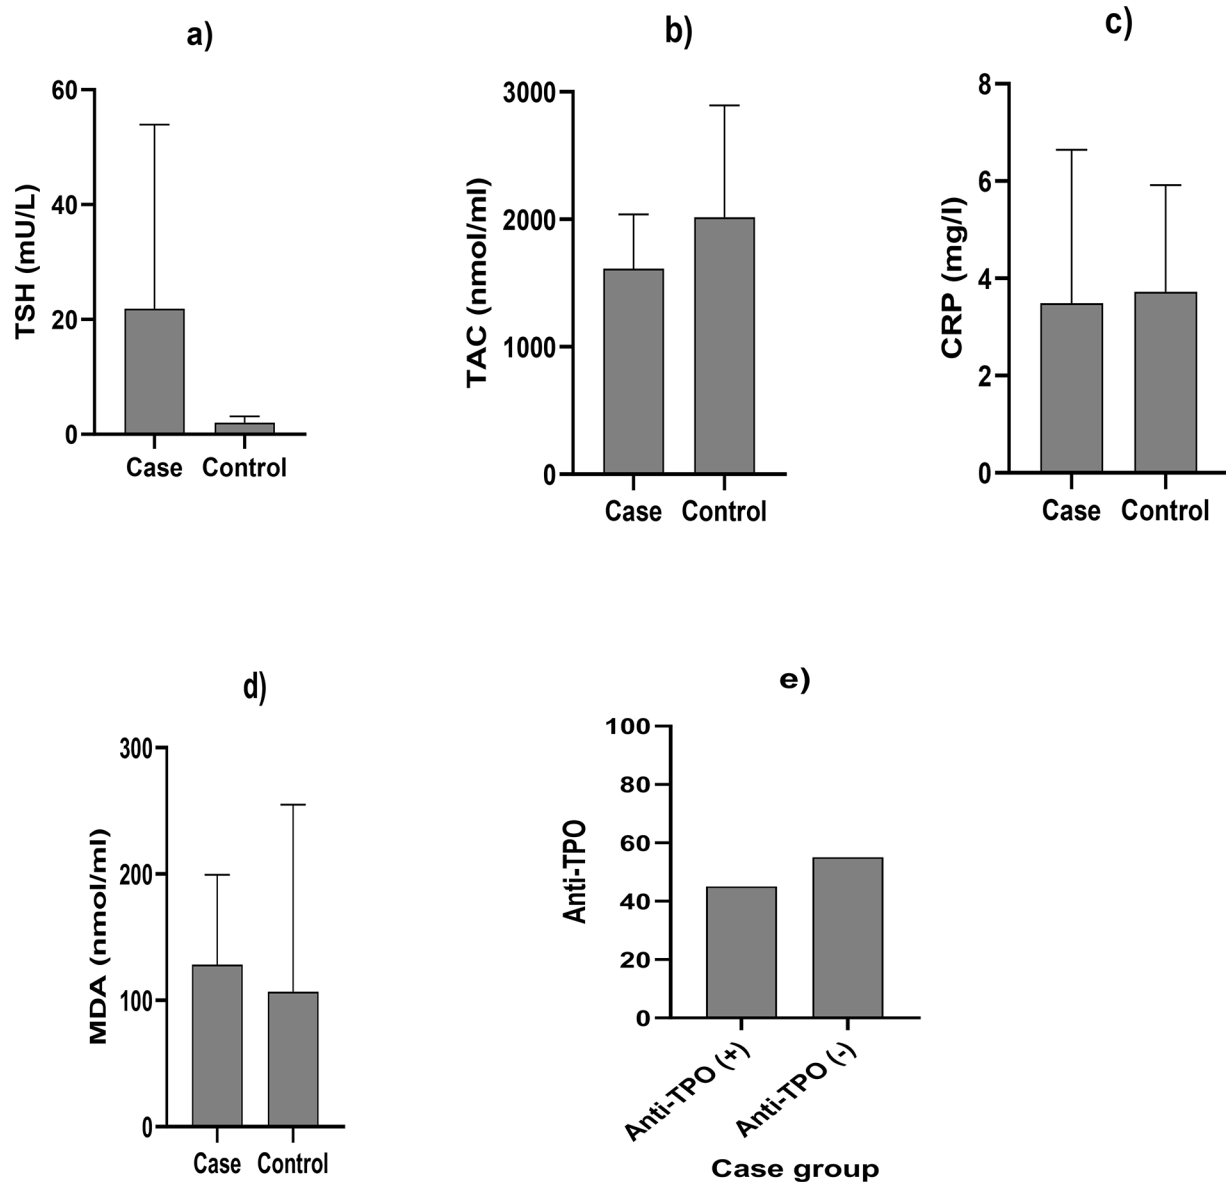 a)
TSH (mU/L)
60
40
20
0
Case Control
b)
TAC (nmol/ml)
3000
2000
1000
0
Case Control
c)
CRP (mg/l)
8
6
4
2
0
Case Control
d)
MDA (nmol/ml)
300
200
100
0
Case Control
e)
Anti-TPO
100
80
60
40
20
0
Anti-TPO (+)
Anti-TPO (-)
Case group